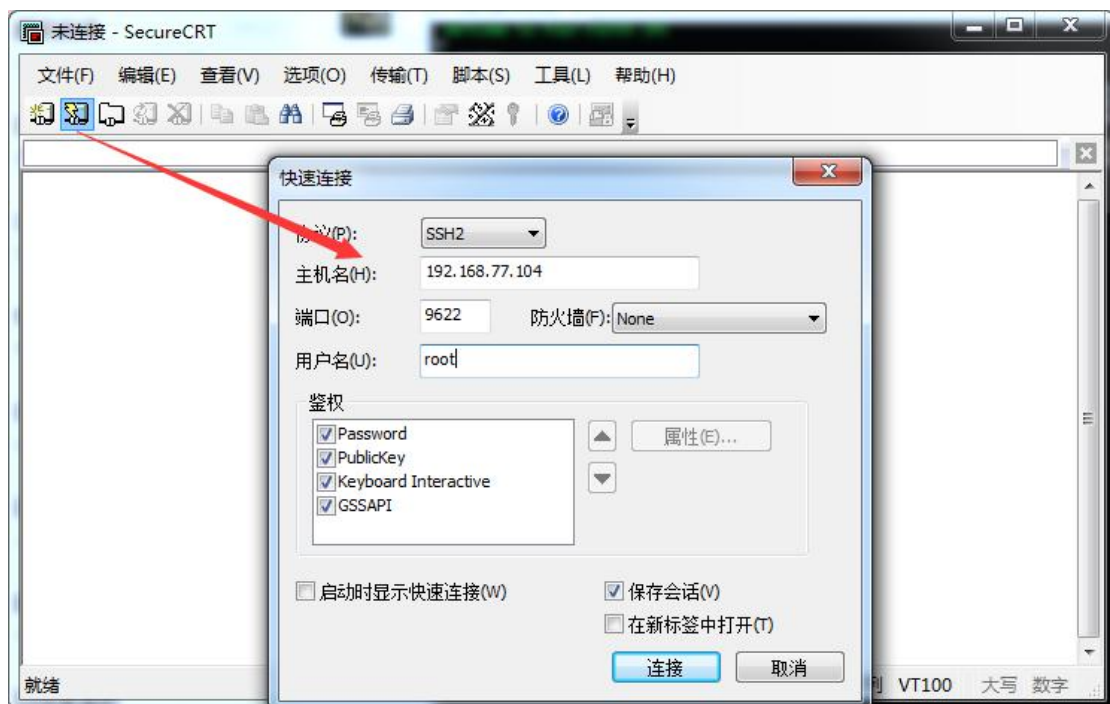 未连接 - SecureCRT
文件(F) 编辑(E) 查看(V) 选项(O) 传输(T) 脚本(S) 工具(L) 帮助(H)
快速连接
协议(P): SSH2
主机名(H): 192.168.77.104
端口(O): 9622 防火墙(F): None
用户名(U): root
鉴权
Password
PublicKey
Keyboard Interactive
GSSAPI
属性(E)...
启动时显示快速连接(W) 保存会话(V)
在新标签中打开(T)
连接 取消
就绪 VT100 大写 数字